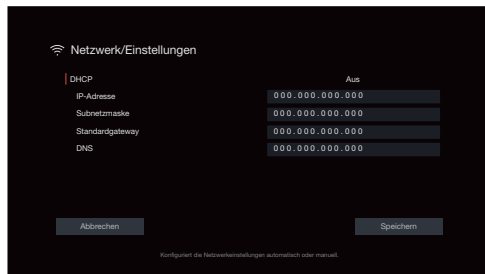 Netzwerk/Einstellungen
DHCP Aus
IP-Adresse 000.000.000.000
Subnetzmaske 000.000.000.000
Standardgateway 000.000.000.000
DNS 000.000.000.000
Abbrechen Speichern
Konfiguriert die Netzwerkeinstellungen automatisch oder manuell.